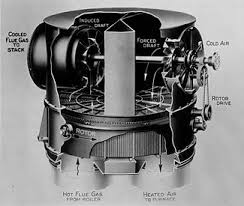 INDUCED
DRAFT
FORCED
DRAFT
COOLED
FLUE GAS
TO
STACK
COLD AIR
ROTOR
DRIVE
ROTOR
HOT FLUE GAS
FROM BOILER
HEATED AIR
TO FURNACE